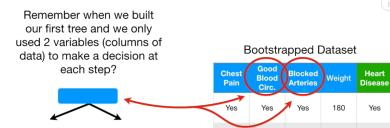 Remember when we built
our first tree and we only
used 2 variables (columns of
data) to make a decision at
each step?
Bootstrapped Dataset
Chest Pain Good Blood Circ. Blocked Arteries Weight Heart Disease
Yes Yes Yes 180 Yes